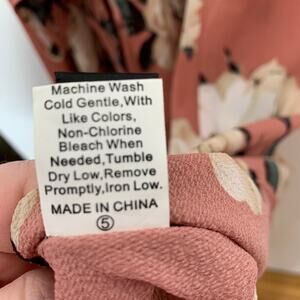 Machine Wash
Cold Gentle,With
Like Colors,
Non-Chlorine
Bleach When
Needed,Tumble
Dry Low,Remove
Promptly,Iron Low.
MADE IN CHINA
⑤